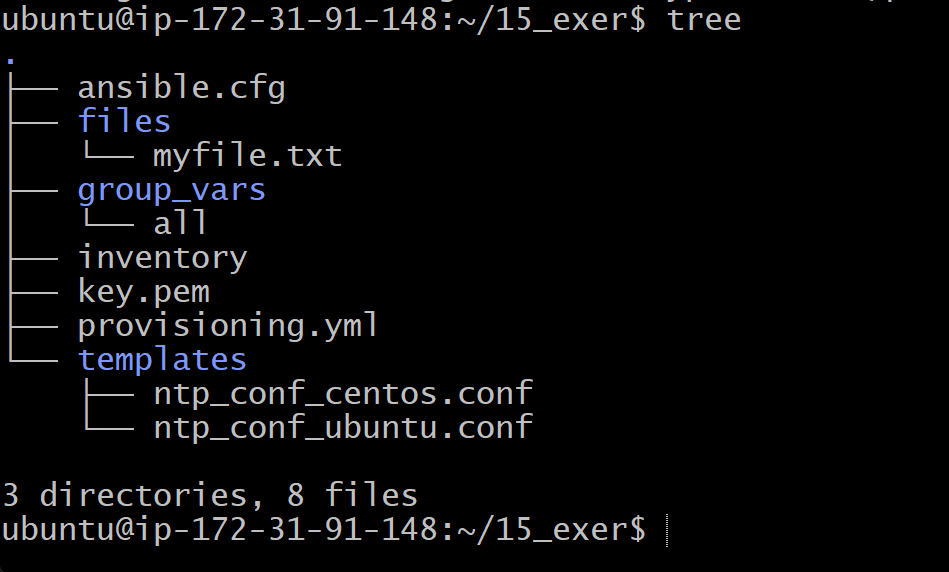 ubuntu@ip-172-31-91-148:~/15_exer$ tree
.
├── ansible.cfg
├── files
│   └── myfile.txt
├── group_vars
│   └── all
├── inventory
├── key.pem
├── provisioning.yml
└── templates
    ├── ntp_conf_centos.conf
    └── ntp_conf_ubuntu.conf

3 directories, 8 files
ubuntu@ip-172-31-91-148:~/15_exer$